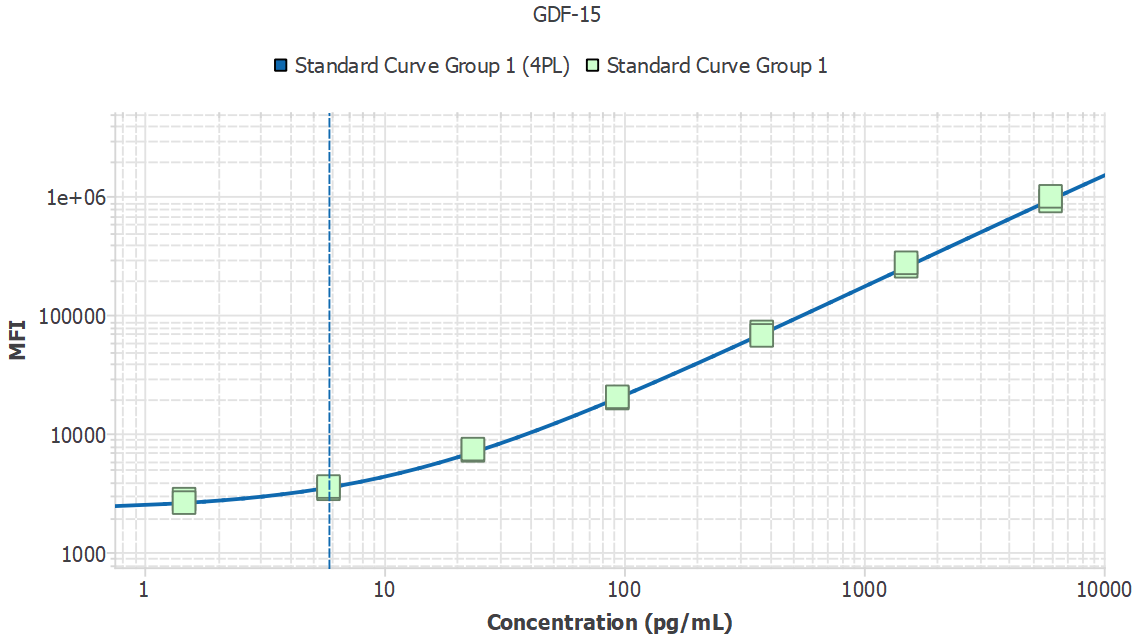 GDF-15
Standard Curve Group 1 (4PL) Standard Curve Group 1
MFI
1e+06
100000
10000
1000
1 10 100 1000 10000
Concentration (pg/mL)